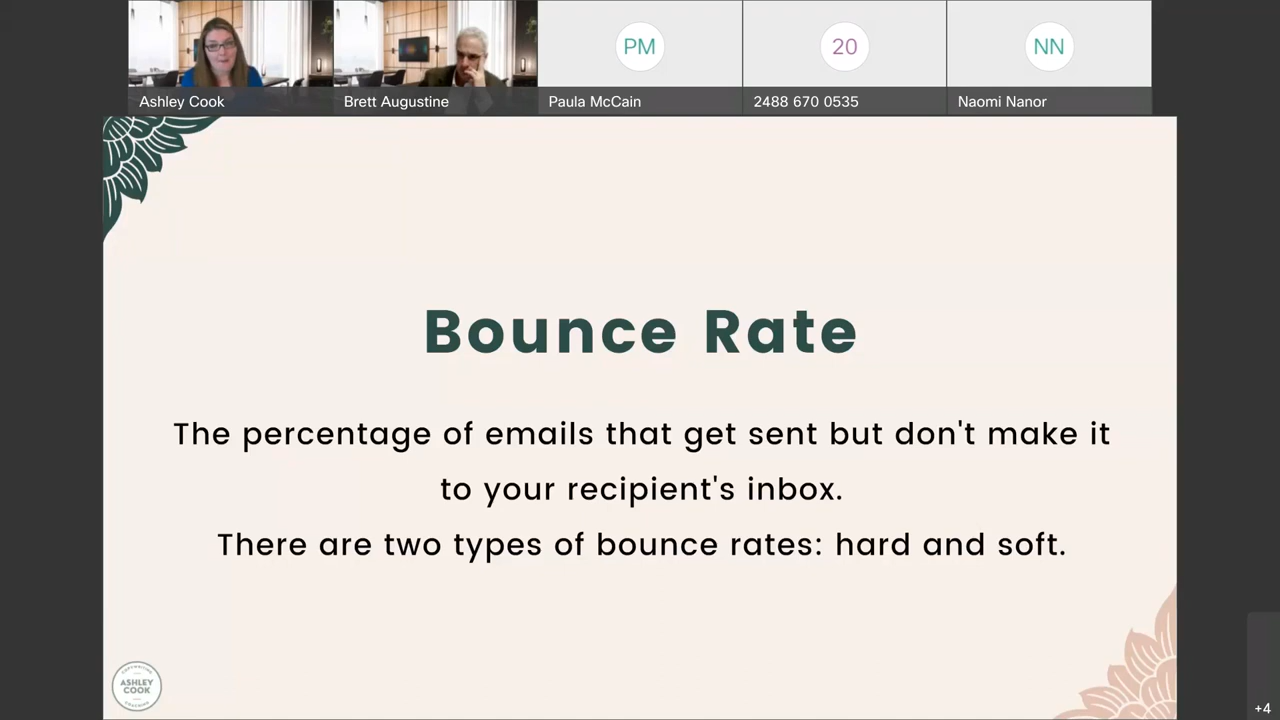 PM
20
NN
Ashley Cook
Brett Augustine
Paula McCain
2488 670 0535
Naomi Nanor
Bounce Rate
The percentage of emails that get sent but don't make it
to your recipient's inbox.
There are two types of bounce rates: hard and soft.
COPYWRITING
ASHLEY
COOK
COACHING
+4